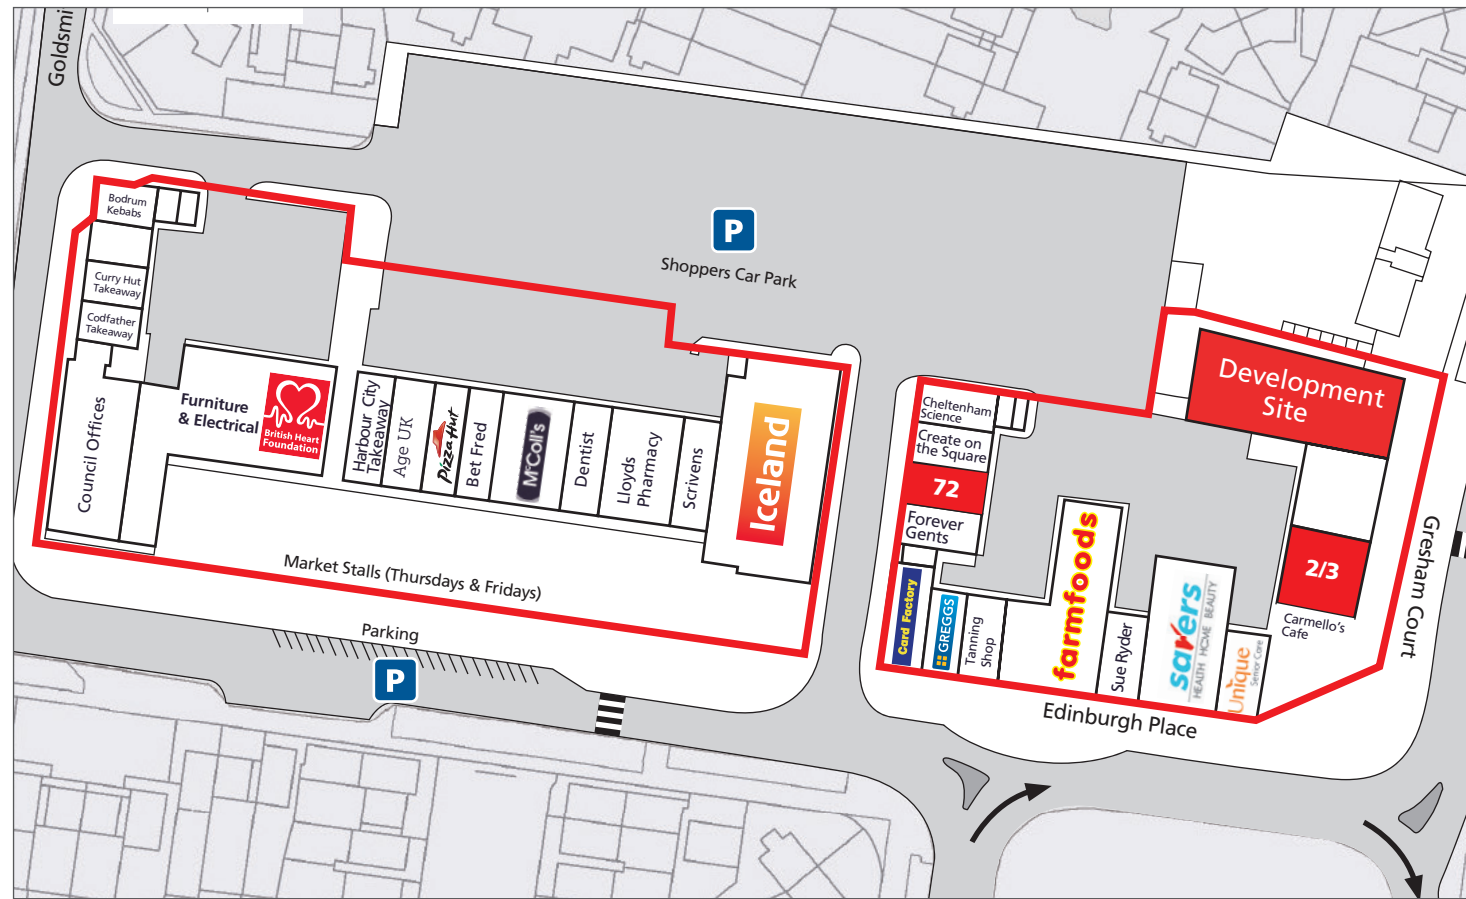 Goldsmi
P
Shoppers Car Park
Bodrum
Kebabs
Curry Hut
Takeaway
Codfather
Takeaway
Council Offices
Furniture
& Electrical
British Heart
Foundation
Harbour City
Takeaway
Age UK
Pizza Hut
Bet Fred
McColl's
Dentist
Lloyds
Pharmacy
Scrivens
Iceland
Market Stalls (Thursdays & Fridays)
Parking
P
Cheltenham
Science
Create on
the Square
72
Forever
Gents
Card Factory
GREGGS
Tanning
Shop
farmfoods
Sue Ryder
savers
HEALTH HOME BEAUTY
Unique
Senior Care
Development
Site
2/3
Carmello's
Cafe
Gresham Court
Edinburgh Place